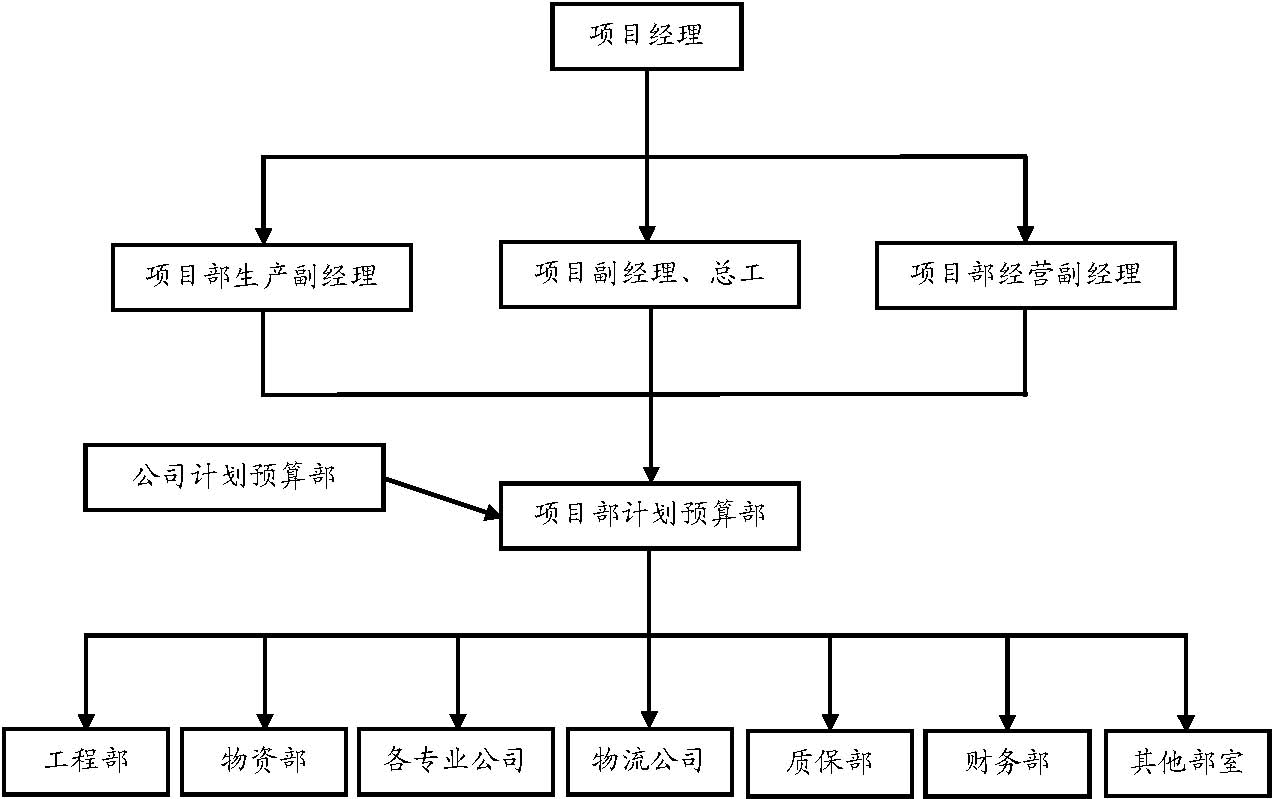 项目经理
项目部生产副经理
项目副经理、总工
项目部经营副经理
公司计划预算部
项目部计划预算部
工程部
物资部
各专业公司
物流公司
质保部
财务部
其他部室